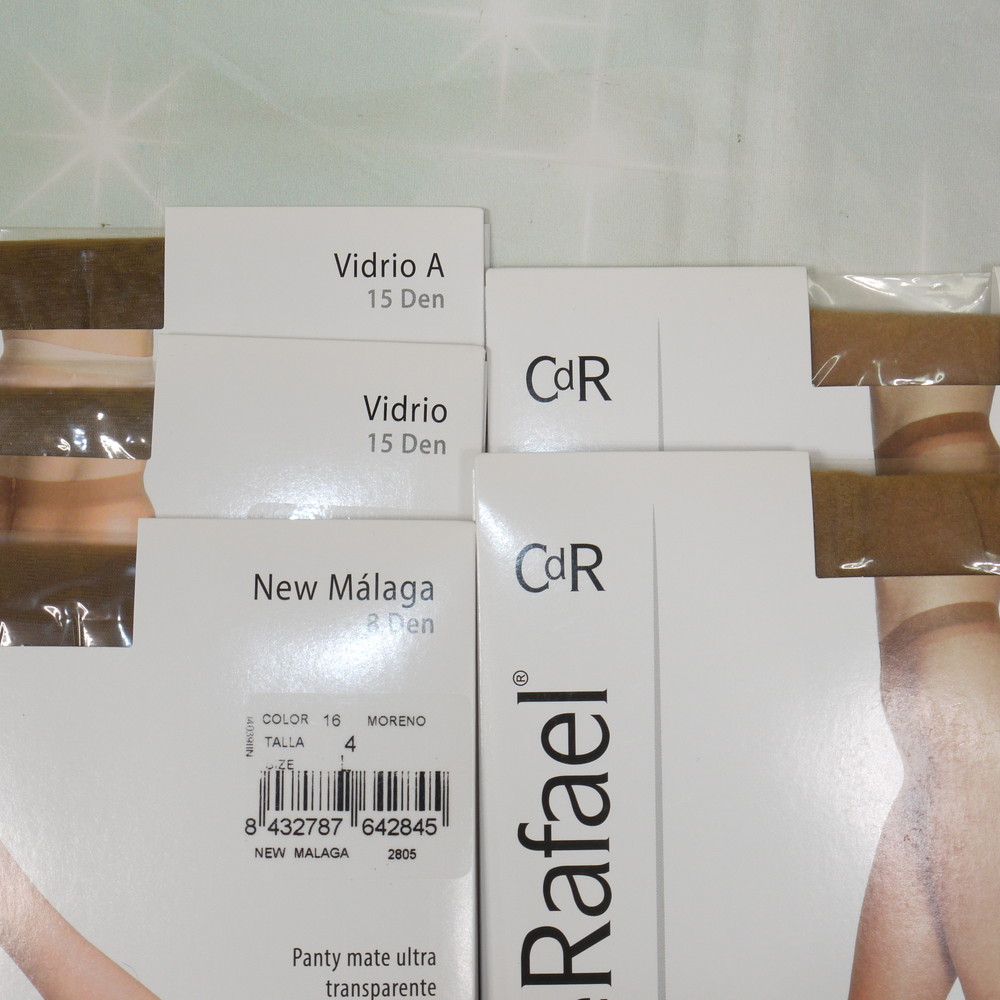 Vidrio A
15 Den
Vidrio
15 Den
New Málaga
8 Den
COLOR 16 MORENO
TALLA 4
SIZE L
8 432787 642845
NEW MALAGA 2805
Panty mate ultra
transparente
CdR
CdR
Rafael®